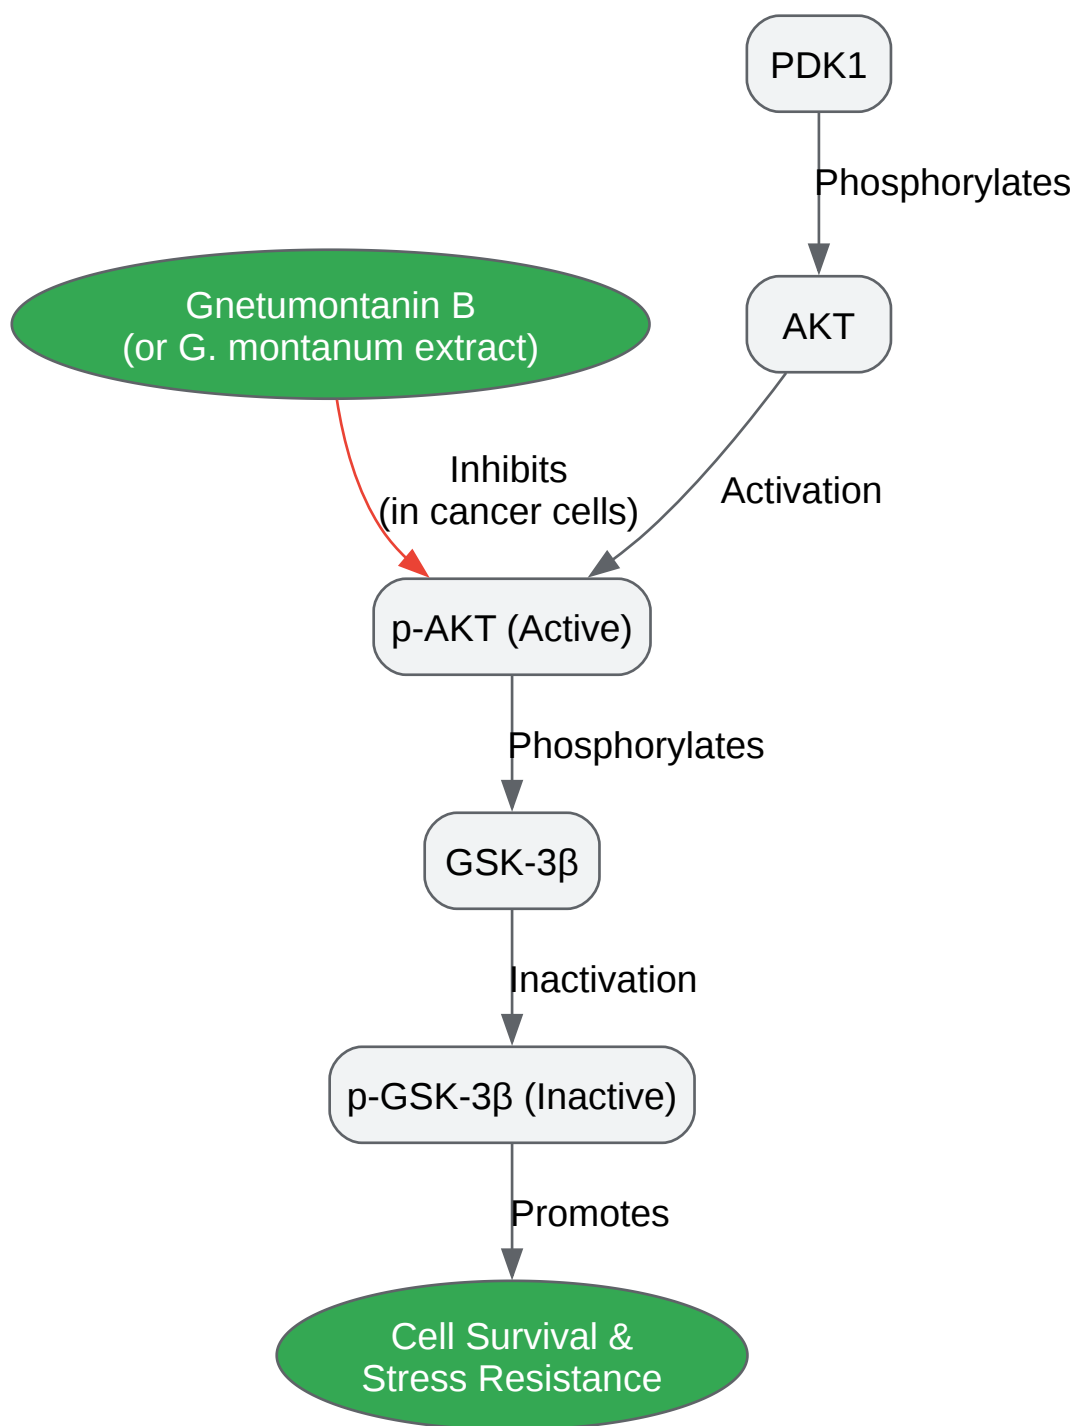 PDK1
Phosphorylates
Gnetumontanin B
(or G. montanum extract)
AKT
Inhibits
(in cancer cells)
Activation
p-AKT (Active)
Phosphorylates
GSK-3β
Inactivation
p-GSK-3β (Inactive)
Promotes
Cell Survival &
Stress Resistance